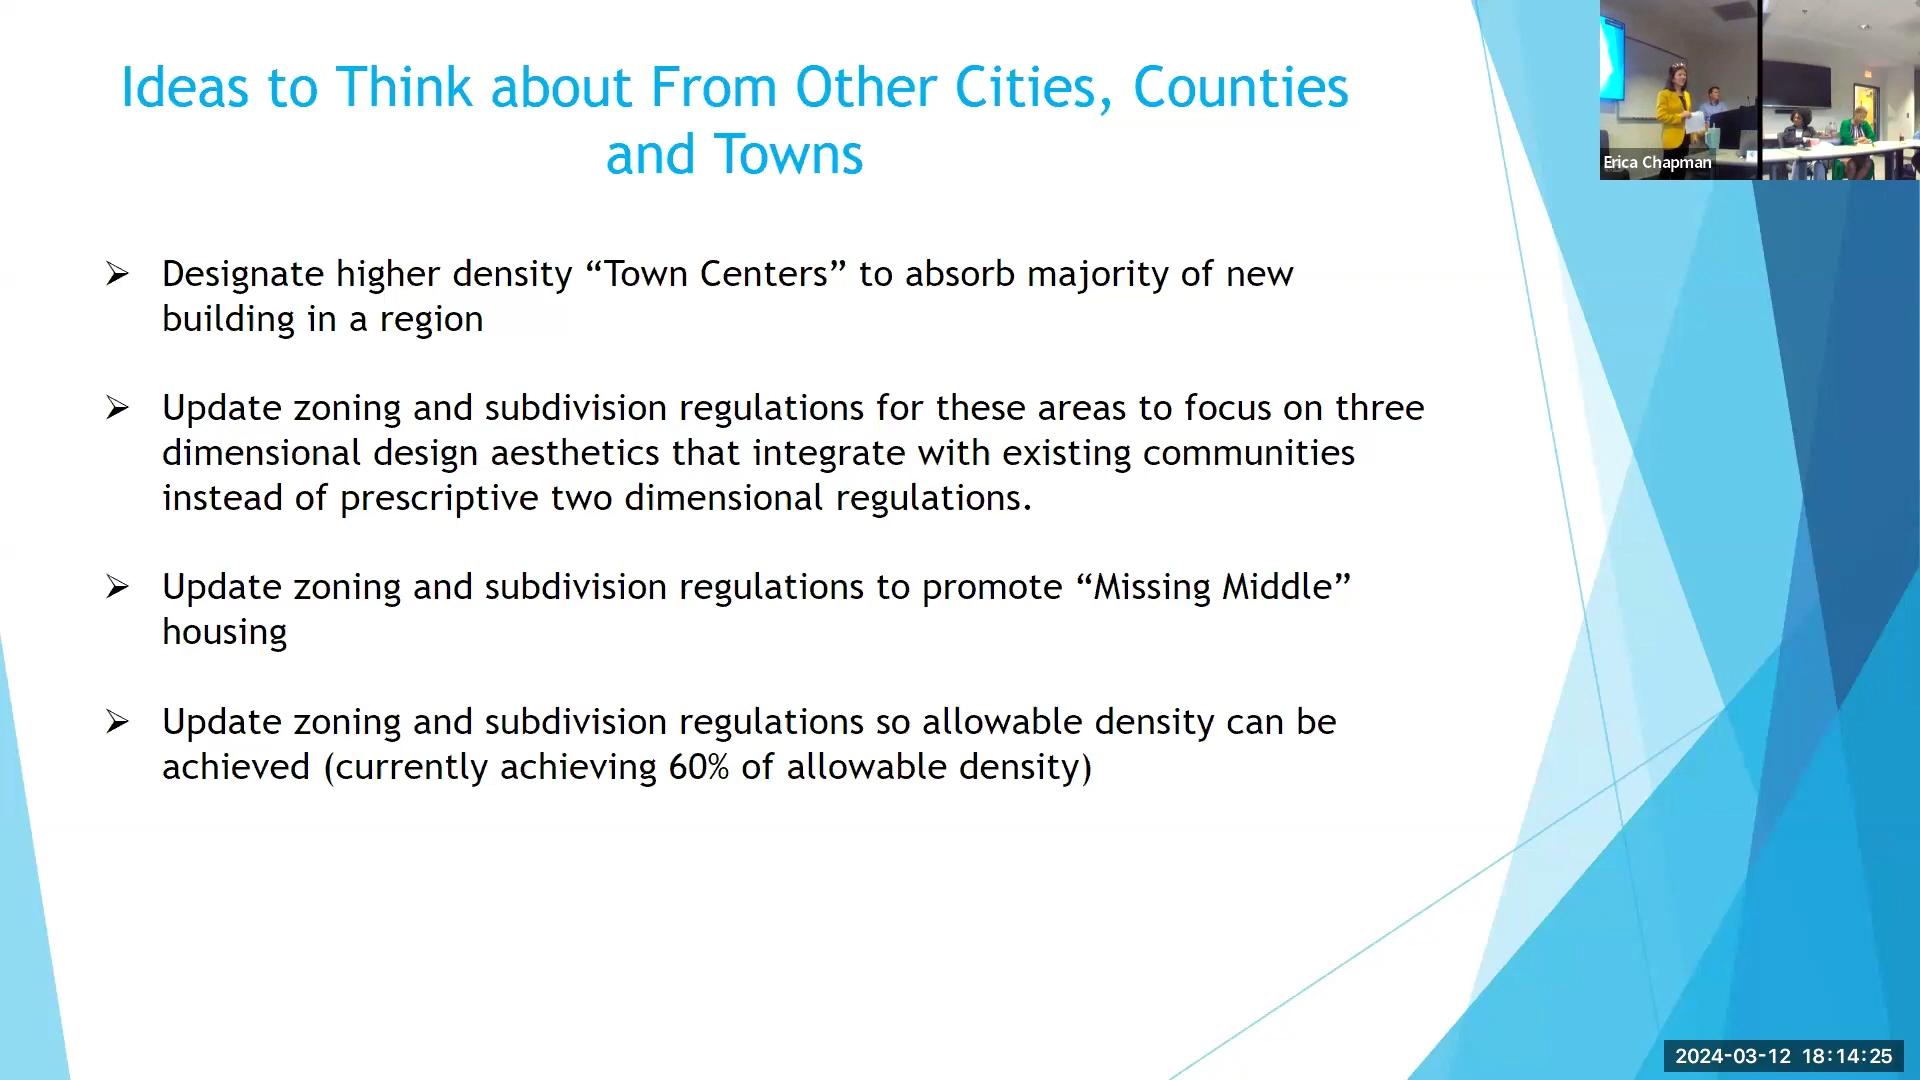 Ideas to Think about From Other Cities, Counties
and Towns
Erica Chapman
➢ Designate higher density “Town Centers” to absorb majority of new
building in a region
➢ Update zoning and subdivision regulations for these areas to focus on three
dimensional design aesthetics that integrate with existing communities
instead of prescriptive two dimensional regulations.
➢ Update zoning and subdivision regulations to promote “Missing Middle”
housing
➢ Update zoning and subdivision regulations so allowable density can be
achieved (currently achieving 60% of allowable density)
2024-03-12 18:14:25